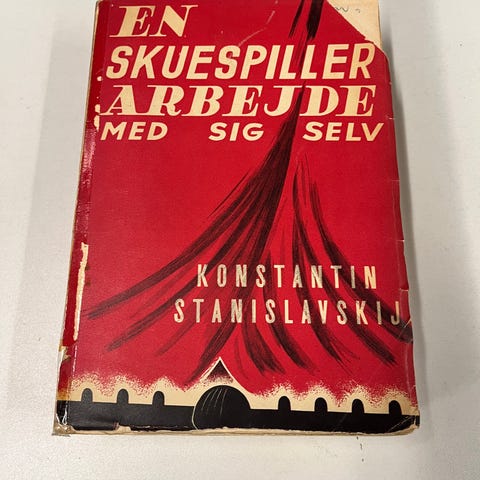 EN
SKUESPILLER
ARBEJDE
MED SIG SELV
KONSTANTIN
STANISLAVSKIJ